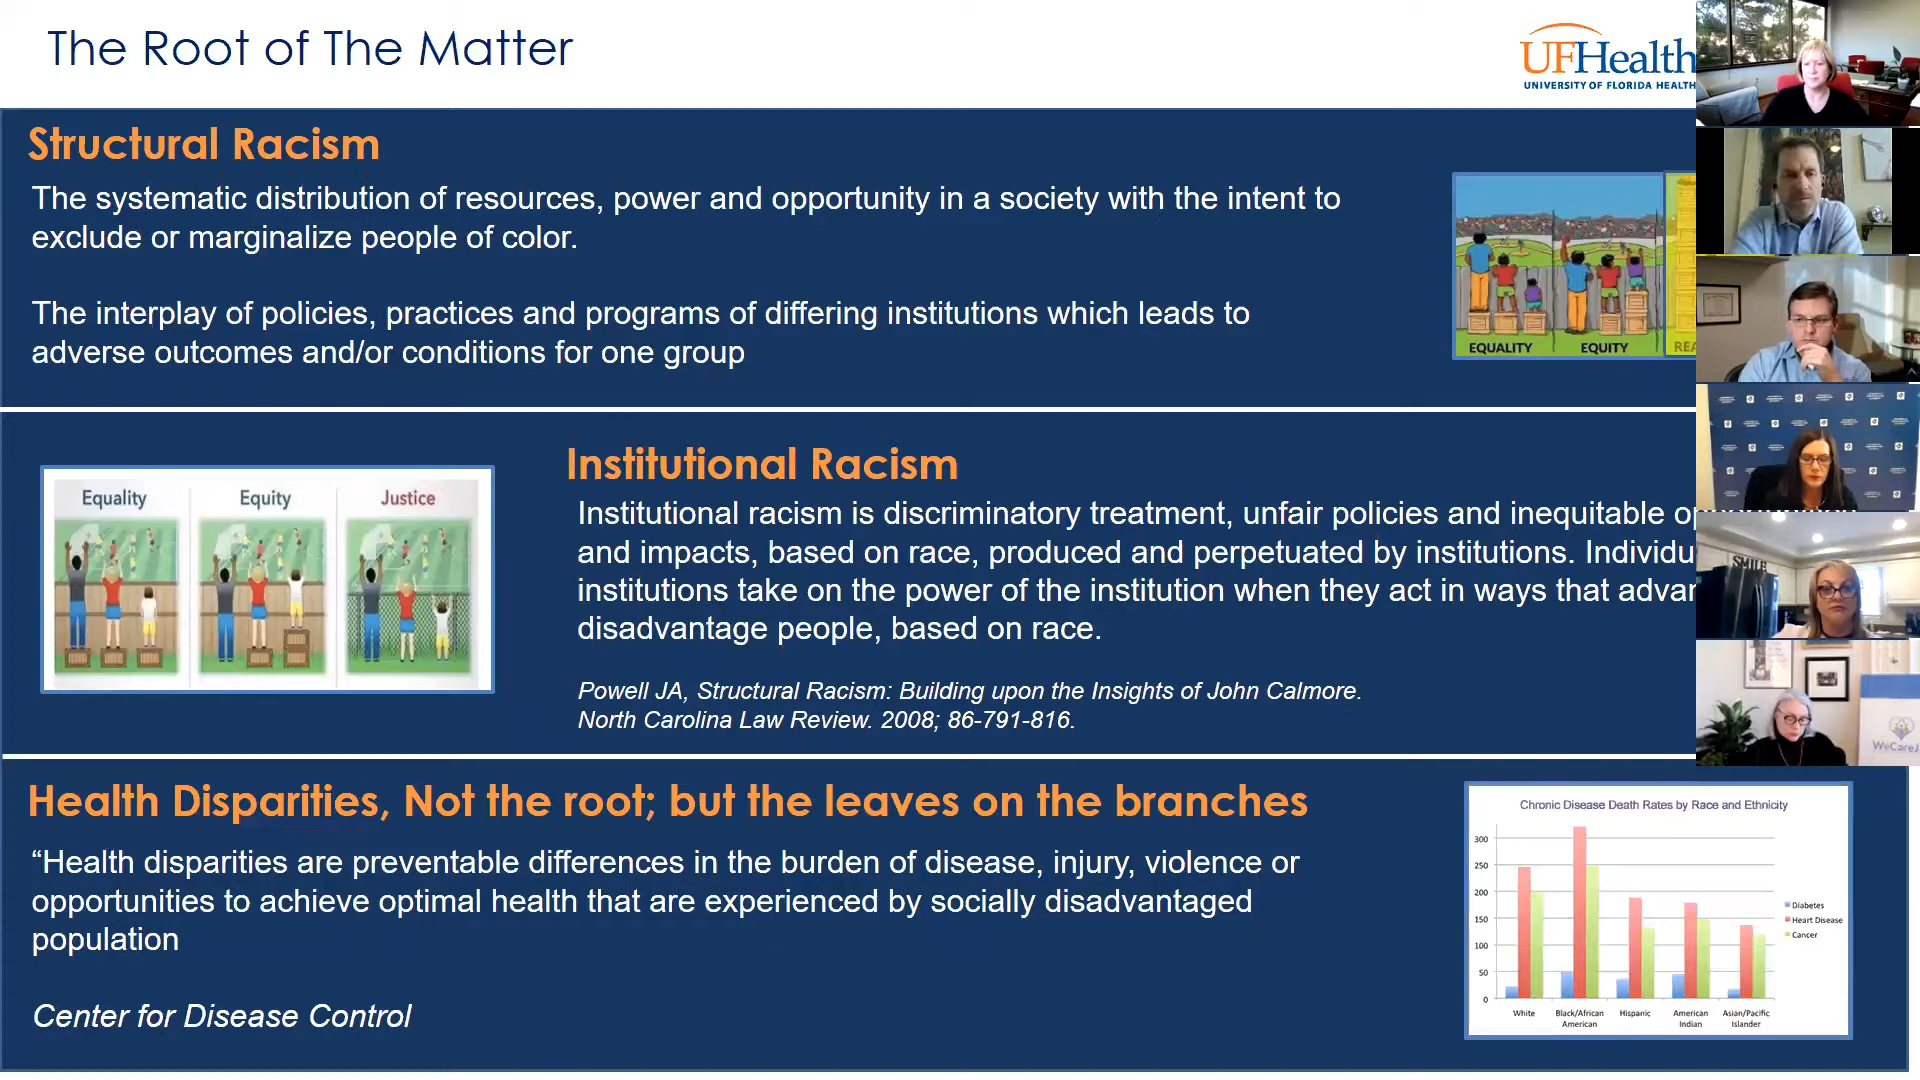 The Root of The Matter
UFHealth
UNIVERSITY OF FLORIDA HEALTH
Structural Racism
The systematic distribution of resources, power and opportunity in a society with the intent to
exclude or marginalize people of color.
The interplay of policies, practices and programs of differing institutions which leads to
adverse outcomes and/or conditions for one group
EQUALITY
EQUITY
REA
Equality
Equity
Justice
Institutional Racism
Institutional racism is discriminatory treatment, unfair policies and inequitable o
and impacts, based on race, produced and perpetuated by institutions. Individu
institutions take on the power of the institution when they act in ways that advan
disadvantage people, based on race.
Powell JA, Structural Racism: Building upon the Insights of John Calmore.
North Carolina Law Review. 2008; 86-791-816.
SMILE
WeCareJ
Health Disparities, Not the root; but the leaves on the branches
“Health disparities are preventable differences in the burden of disease, injury, violence or
opportunities to achieve optimal health that are experienced by socially disadvantaged
population
Center for Disease Control
Chronic Disease Death Rates by Race and Ethnicity
300
250
200
150
100
50
0
Diabetes
Heart Disease
Cancer
White
Black/African American
Hispanic
American Indian
Asian/Pacific Islander